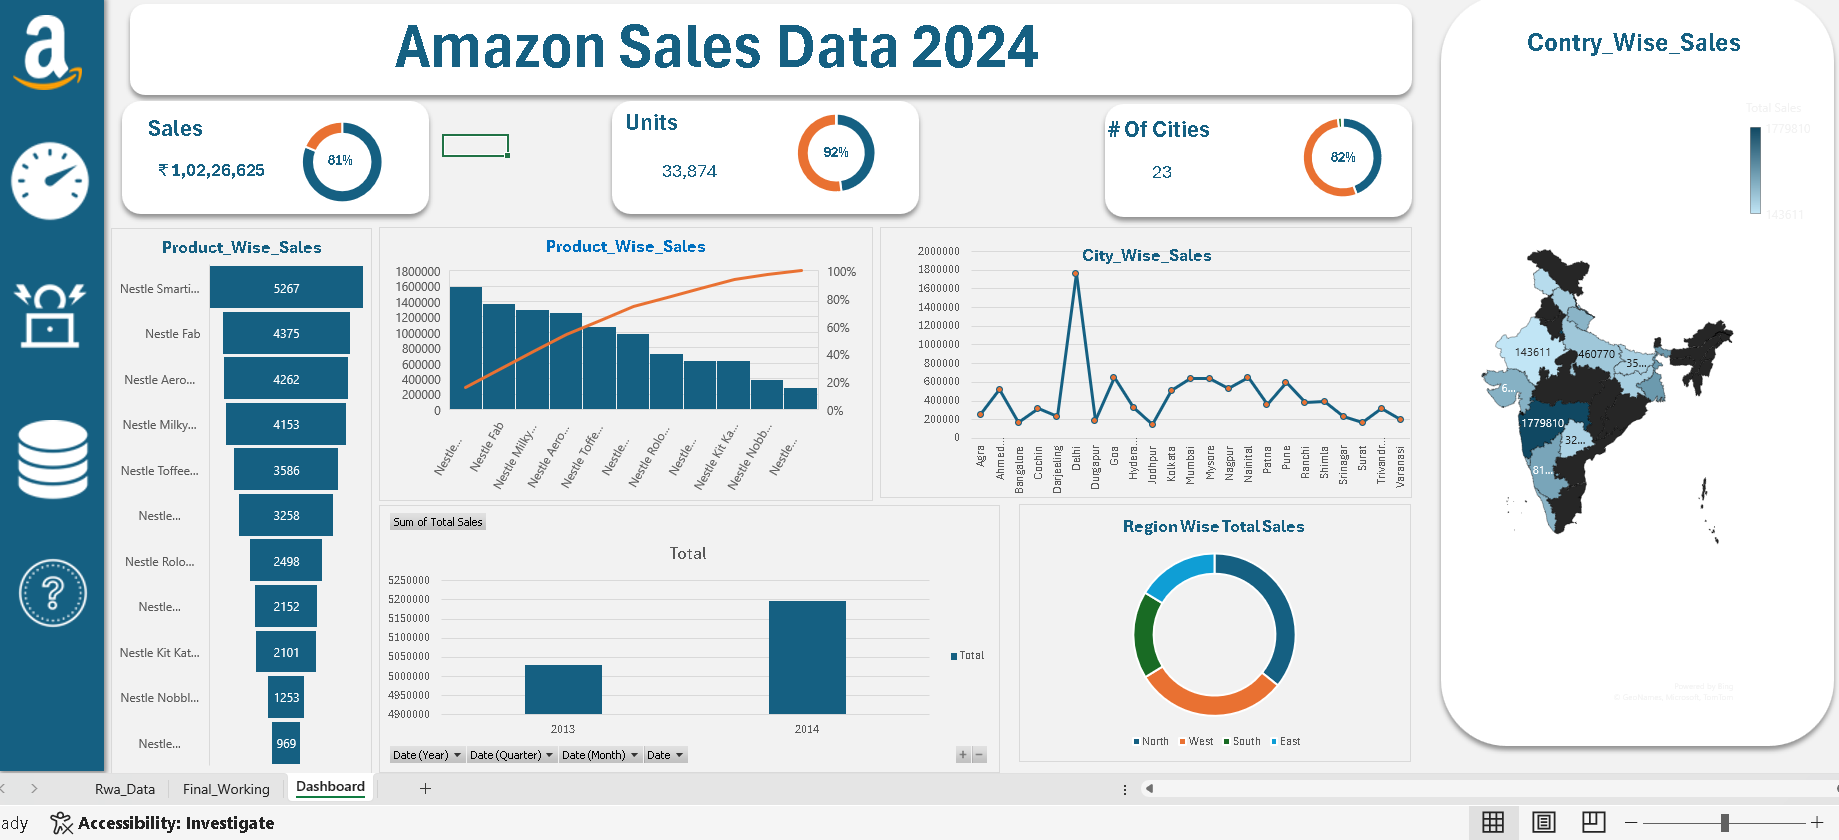 a
Amazon Sales Data 2024
Contry_Wise_Sales
Sales
₹1,02,26,625
81%
Units
33,874
92%
# Of Cities
23
82%
Total Sales
1779810
143611
Product_Wise_Sales
Nestle Smarti... 5267
Nestle Fab 4375
Nestle Aero... 4262
Nestle Milky... 4153
Nestle Toffee... 3586
Nestle... 3258
Nestle Rolo... 2498
Nestle... 2152
Nestle Kit Kat... 2101
Nestle Nobbl... 1253
Nestle... 969
Product_Wise_Sales
1800000
1600000
1400000
1200000
1000000
800000
600000
400000
200000
0
100%
80%
60%
40%
20%
0%
Nestle...
Nestle Fab
Nestle Milky...
Nestle Aero...
Nestle Toffe...
Nestle...
Nestle Rolo...
Nestle...
Nestle Kit Ka...
Nestle Nobb...
Nestle...
City_Wise_Sales
2000000
1800000
1600000
1400000
1200000
1000000
800000
600000
400000
200000
0
Agra
Ahmed...
Bangalore
Cochin
Darjeeling
Delhi
Durgapur
Goa
Hydera...
Jodhpur
Kolkata
Mumbai
Mysore
Nagpur
Nainital
Patna
Pune
Ranchi
Shimla
Srinagar
Surat
Trivandr...
Varanasi
143611
460770
35...
6...
1779810
32...
81...
Powered by Bing
© GeoNames, Microsoft, TomTom
Sum of Total Sales
Total
5250000
5200000
5150000
5100000
5050000
5000000
4950000
4900000
2013
2014
Total
Date (Year) Date (Quarter) Date (Month) Date
+ −
Region Wise Total Sales
North West South East
Rwa_Data Final_Working Dashboard +
ady Accessibility: Investigate